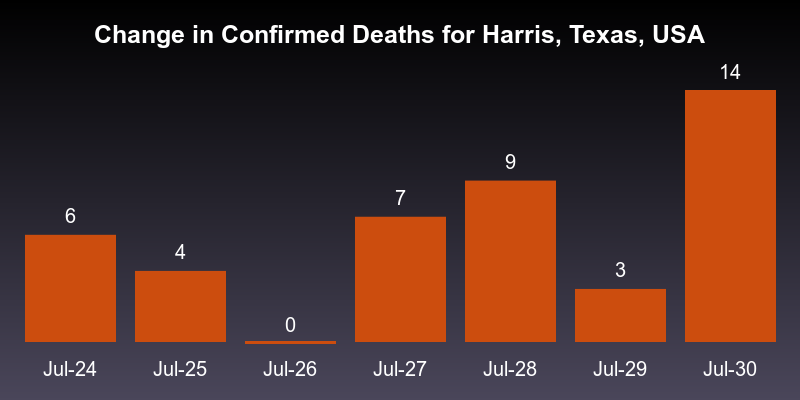 Change in Confirmed Deaths for Harris, Texas, USA
6
4
0
7
9
3
14
Jul-24
Jul-25
Jul-26
Jul-27
Jul-28
Jul-29
Jul-30